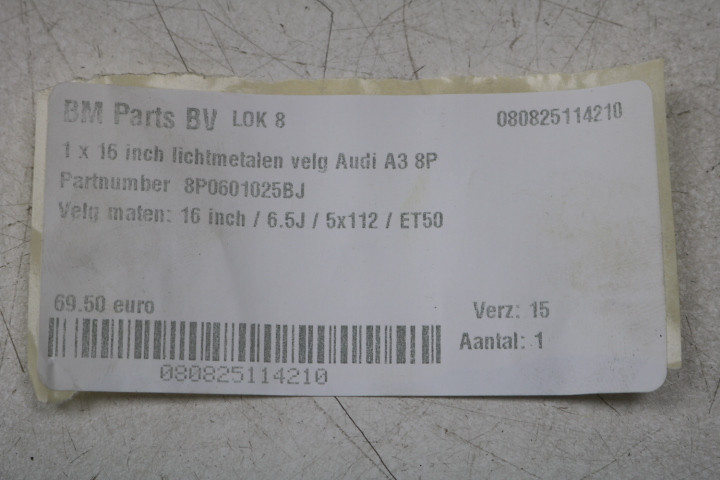 BM Parts BV LOK 8 080825114210
1 x 16 inch lichtmetalen velg Audi A3 8P
Partnumber 8P0601025BJ
Velg maten: 16 inch / 6.5J / 5x112 / ET50
69.50 euro Verz: 15
Aantal: 1
080825114210